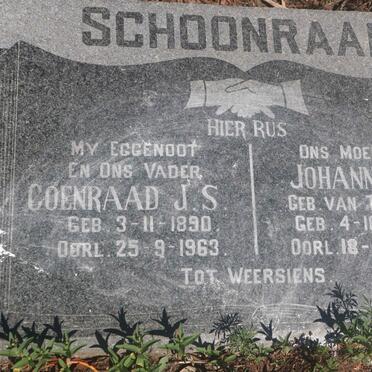 SCHOONRAA
HIER RUS
MY EGGENOOT
EN ONS VADER
COENRAAD J.S.
GEB. 3-11-1890.
OORL. 25-9-1963.
ONS MOE
JOHANN
GEB VAN
GEB. 4-1
OORL. 18-
TOT WEERSIENS